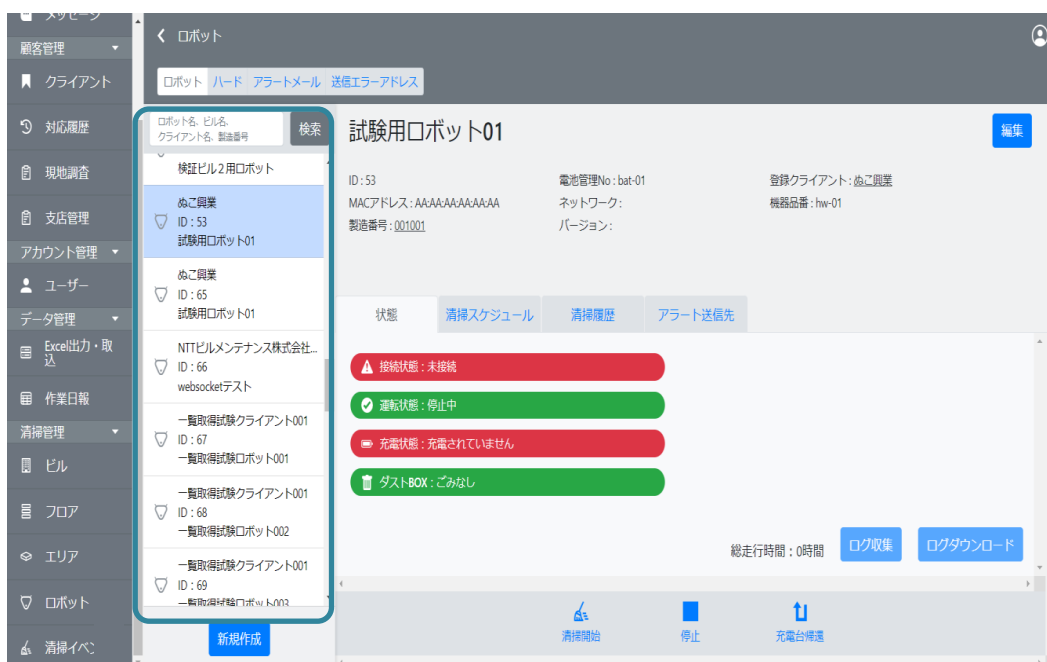 メッセージ
顧客管理
クライアント
対応履歴
現地調査
支店管理
アカウント管理
ユーザー
データ管理
Excel出力・取
込
作業日報
清掃管理
ビル
フロア
エリア
ロボット
清掃イベ
ロボット
ロボット ハード アラートメール 送信エラーアドレス
ロボット名、ビル名、
クライアント名、製造番号
検索
検証ビル2用ロボット
ぬこ興業
ID : 53
試験用ロボット01
ぬこ興業
ID : 65
試験用ロボット01
NTTビルメンテナンス株式会社...
ID : 66
websocketテスト
一覧取得試験クライアント001
ID : 67
一覧取得試験ロボット001
一覧取得試験クライアント001
ID : 68
一覧取得試験ロボット002
一覧取得試験クライアント001
ID : 69
一覧取得試験ロボット003
新規作成
試験用ロボット01
編集
ID : 53 電池管理No : bat-01 登録クライアント : ぬこ興業
MACアドレス : AA:AA:AA:AA:AA:AA ネットワーク : 機器品番 : hw-01
製造番号 : 001001 バージョン :
状態 清掃スケジュール 清掃履歴 アラート送信先
接続状態 : 未接続
運転状態 : 停止中
充電状態 : 充電されていません
ダストBOX : ごみなし
総走行時間：0時間 ログ収集 ログダウンロード
清掃開始 停止 充電台帰還